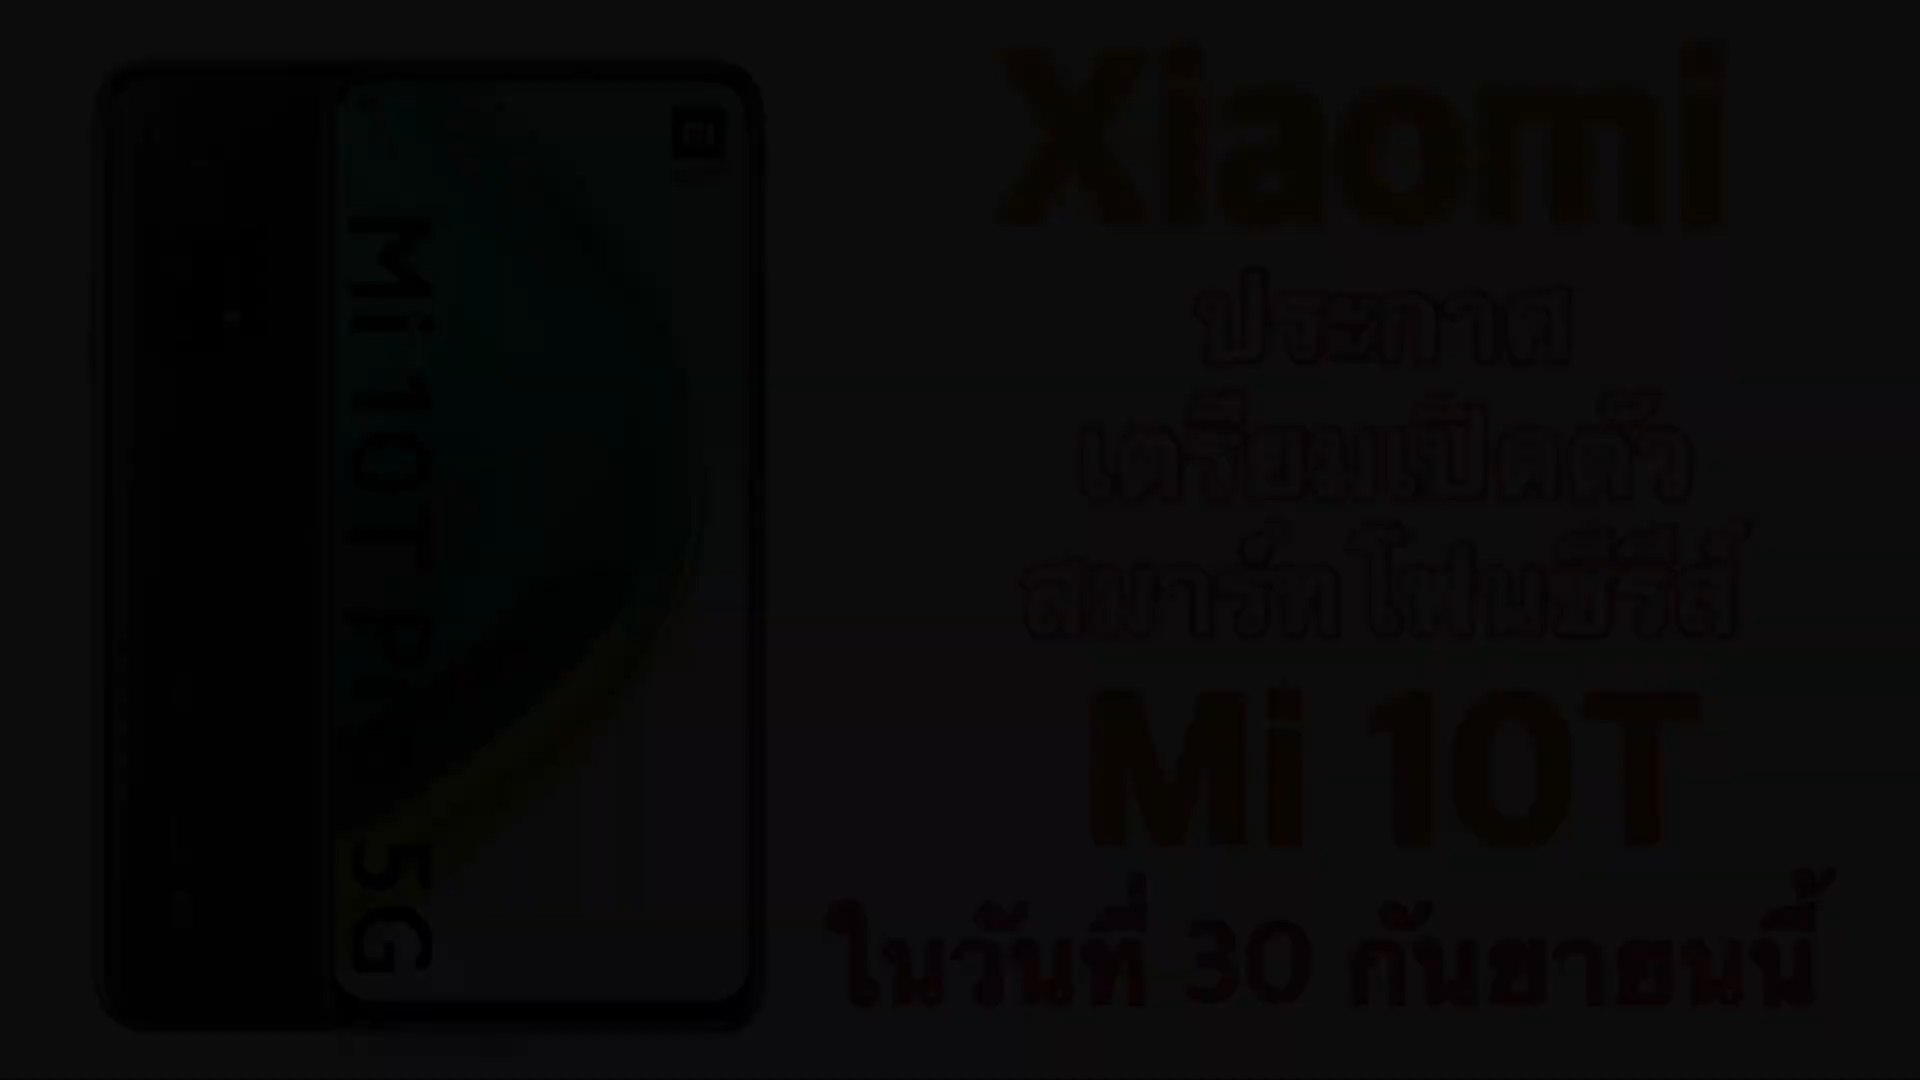 Xiaomi
ประกาศ
เตรียมเปิดตัว
สมาร์ทโฟนซีรีส์
Mi 10T
ในวันที่ 30 กันยายนนี้
Mi 10T Pro 5G